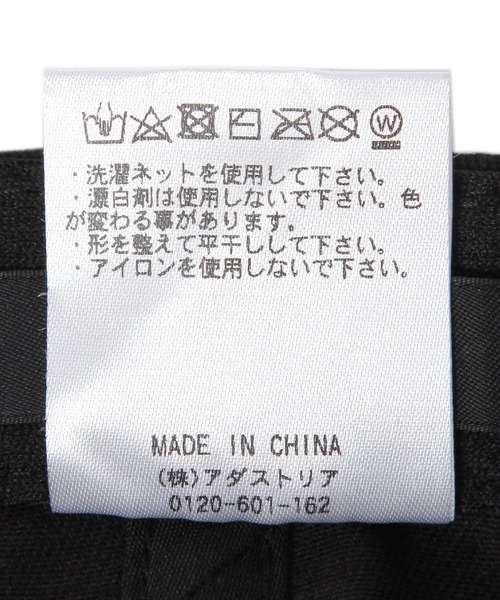 ・洗濯ネットを使用して下さい。
・漂白剤は使用しないで下さい。色
が変わる事があります。
・形を整えて平干しして下さい。
・アイロンを使用しないで下さい。
MADE IN CHINA
(株)アダストリア
0120-601-162